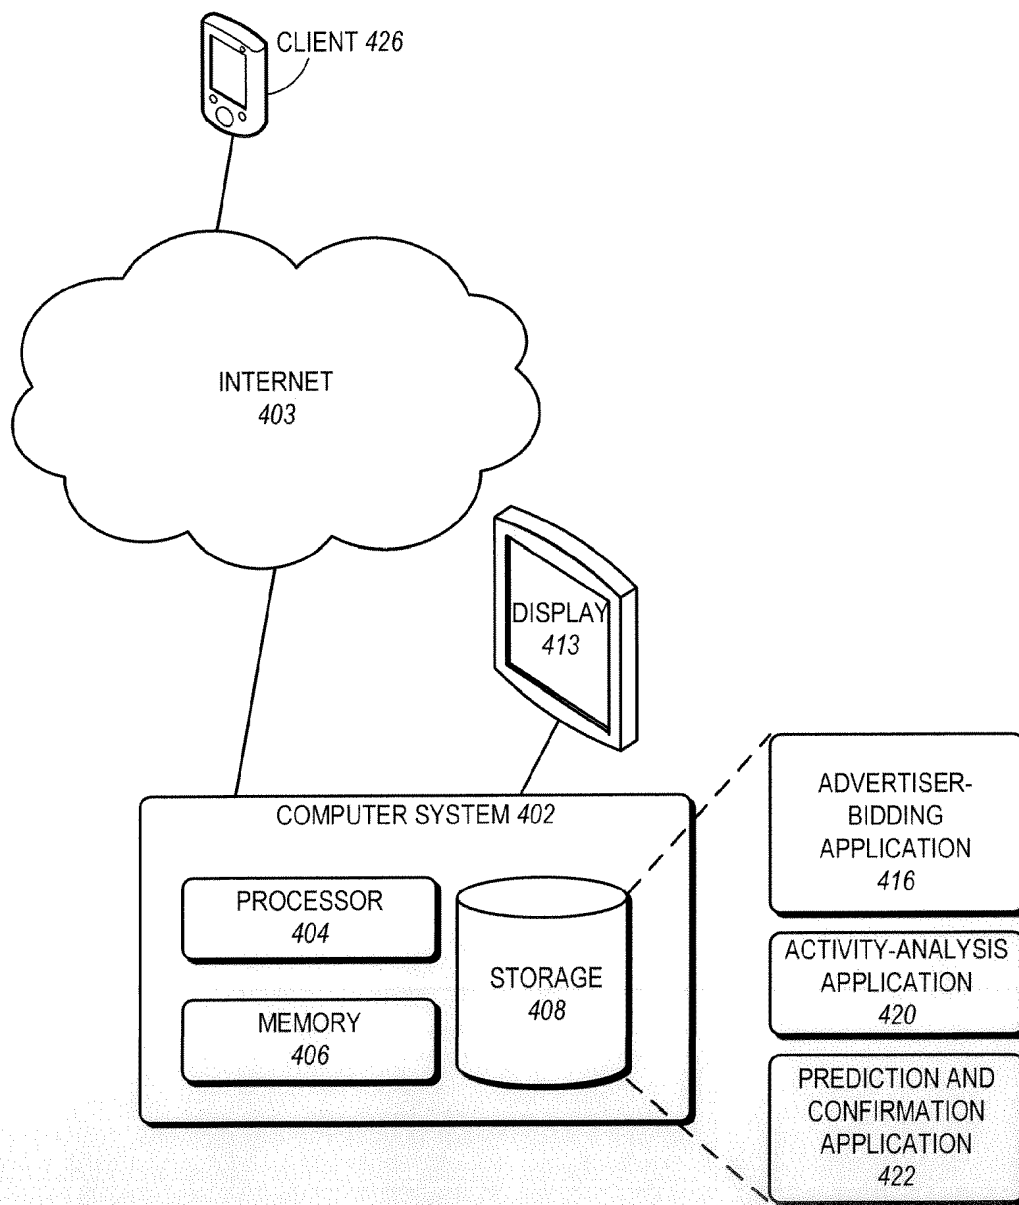 CLIENT 426
INTERNET
403
DISPLAY
413
COMPUTER SYSTEM 402
PROCESSOR
404
MEMORY
406
STORAGE
408
ADVERTISER-
BIDDING
APPLICATION
416
ACTIVITY-ANALYSIS
APPLICATION
420
PREDICTION AND
CONFIRMATION
APPLICATION
422